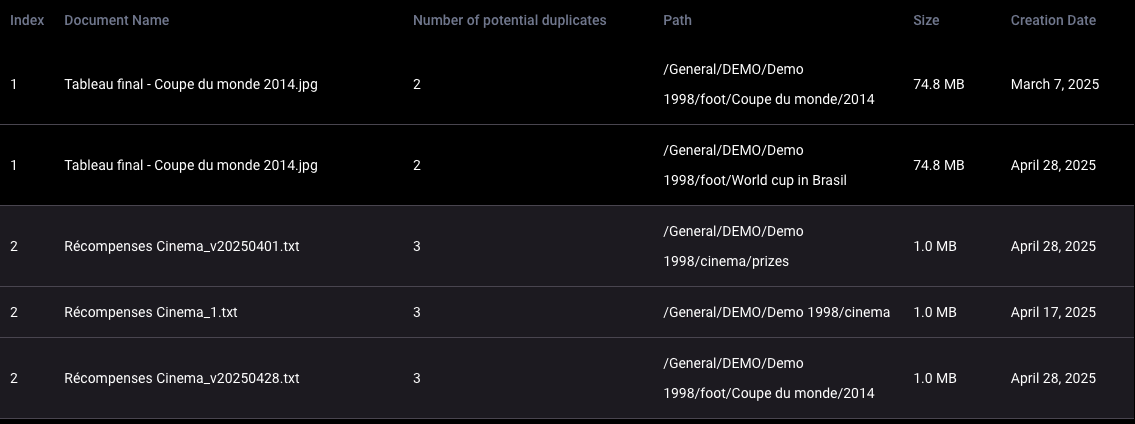 Index Document Name Number of potential duplicates Path Size Creation Date
/General/DEMO/Demo
1 Tableau final - Coupe du monde 2014.jpg 2 74.8 MB March 7, 2025
1998/foot/Coupe du monde/2014
/General/DEMO/Demo
1 Tableau final - Coupe du monde 2014.jpg 2 74.8 MB April 28, 2025
1998/foot/World cup in Brasil
/General/DEMO/Demo
2 Récompenses Cinema_v20250401.txt 3 1.0 MB April 28, 2025
1998/cinema/prizes
2 Récompenses Cinema_1.txt 3 /General/DEMO/Demo 1998/cinema 1.0 MB April 17, 2025
/General/DEMO/Demo
2 Récompenses Cinema_v20250428.txt 3 1.0 MB April 28, 2025
1998/foot/Coupe du monde/2014